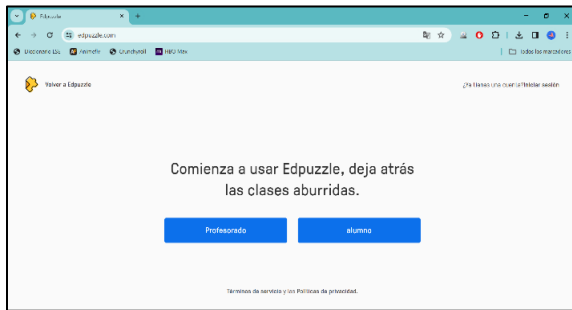 Edpuzzle
edpuzzle.com
Diccionario LSE
Animeflv
Crunchyroll
HBO Max
Todos los marcadores
Volver a Edpuzzle
¿Ya tienes una cuenta?Iniciar sesión
Comienza a usar Edpuzzle, deja atrás
las clases aburridas.
Profesorado
alumno
Términos de servicio y las Políticas de privacidad.